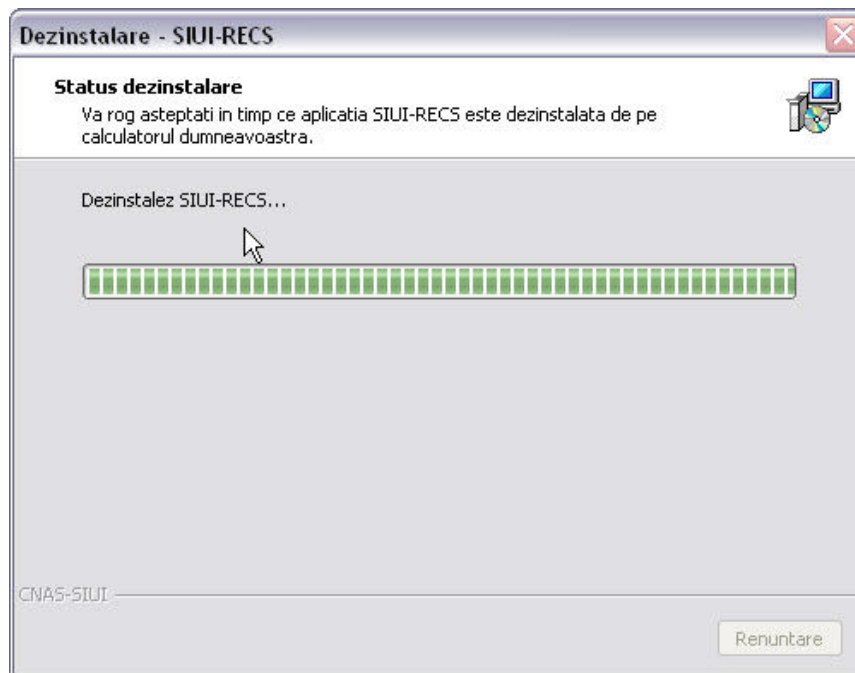 Dezinstalare - SIUI-RECS
Status dezinstalare
Va rog asteptati in timp ce aplicatia SIUI-RECS este dezinstalata de pe
calculatorul dumneavoastra.
Dezinstalez SIUI-RECS...
CNAS-SIUI
Renuntare